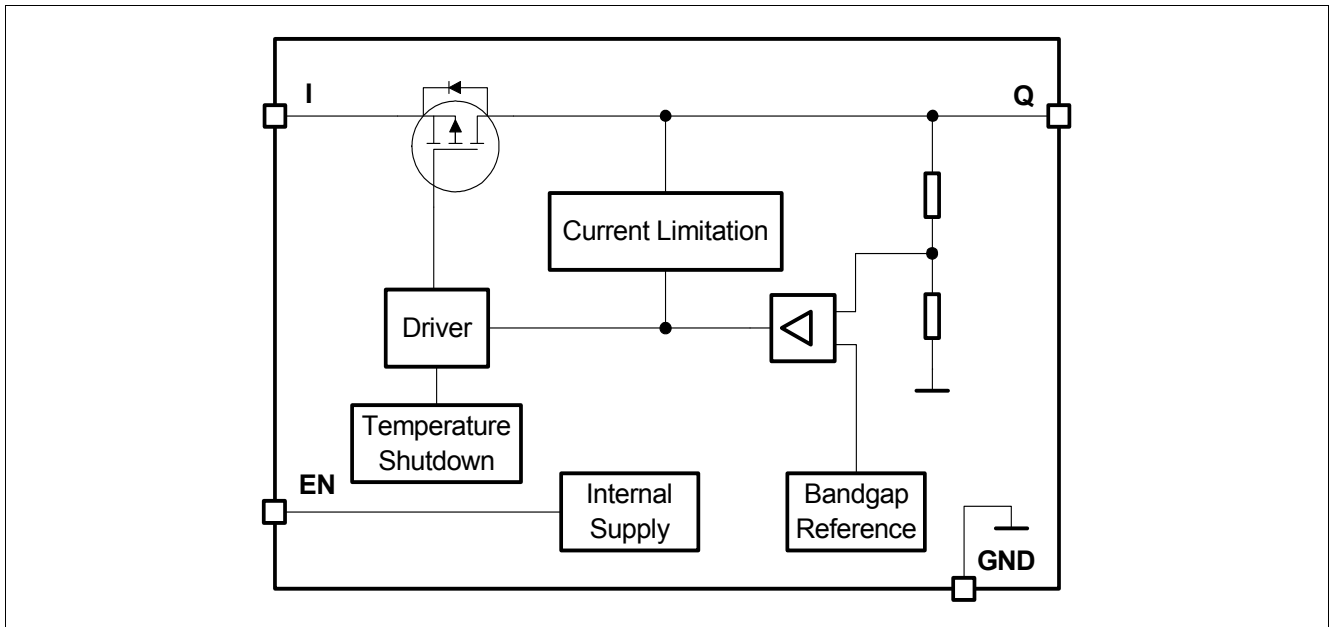 I
Q
Current Limitation
Driver
Temperature
Shutdown
EN
Internal
Supply
Bandgap
Reference
GND